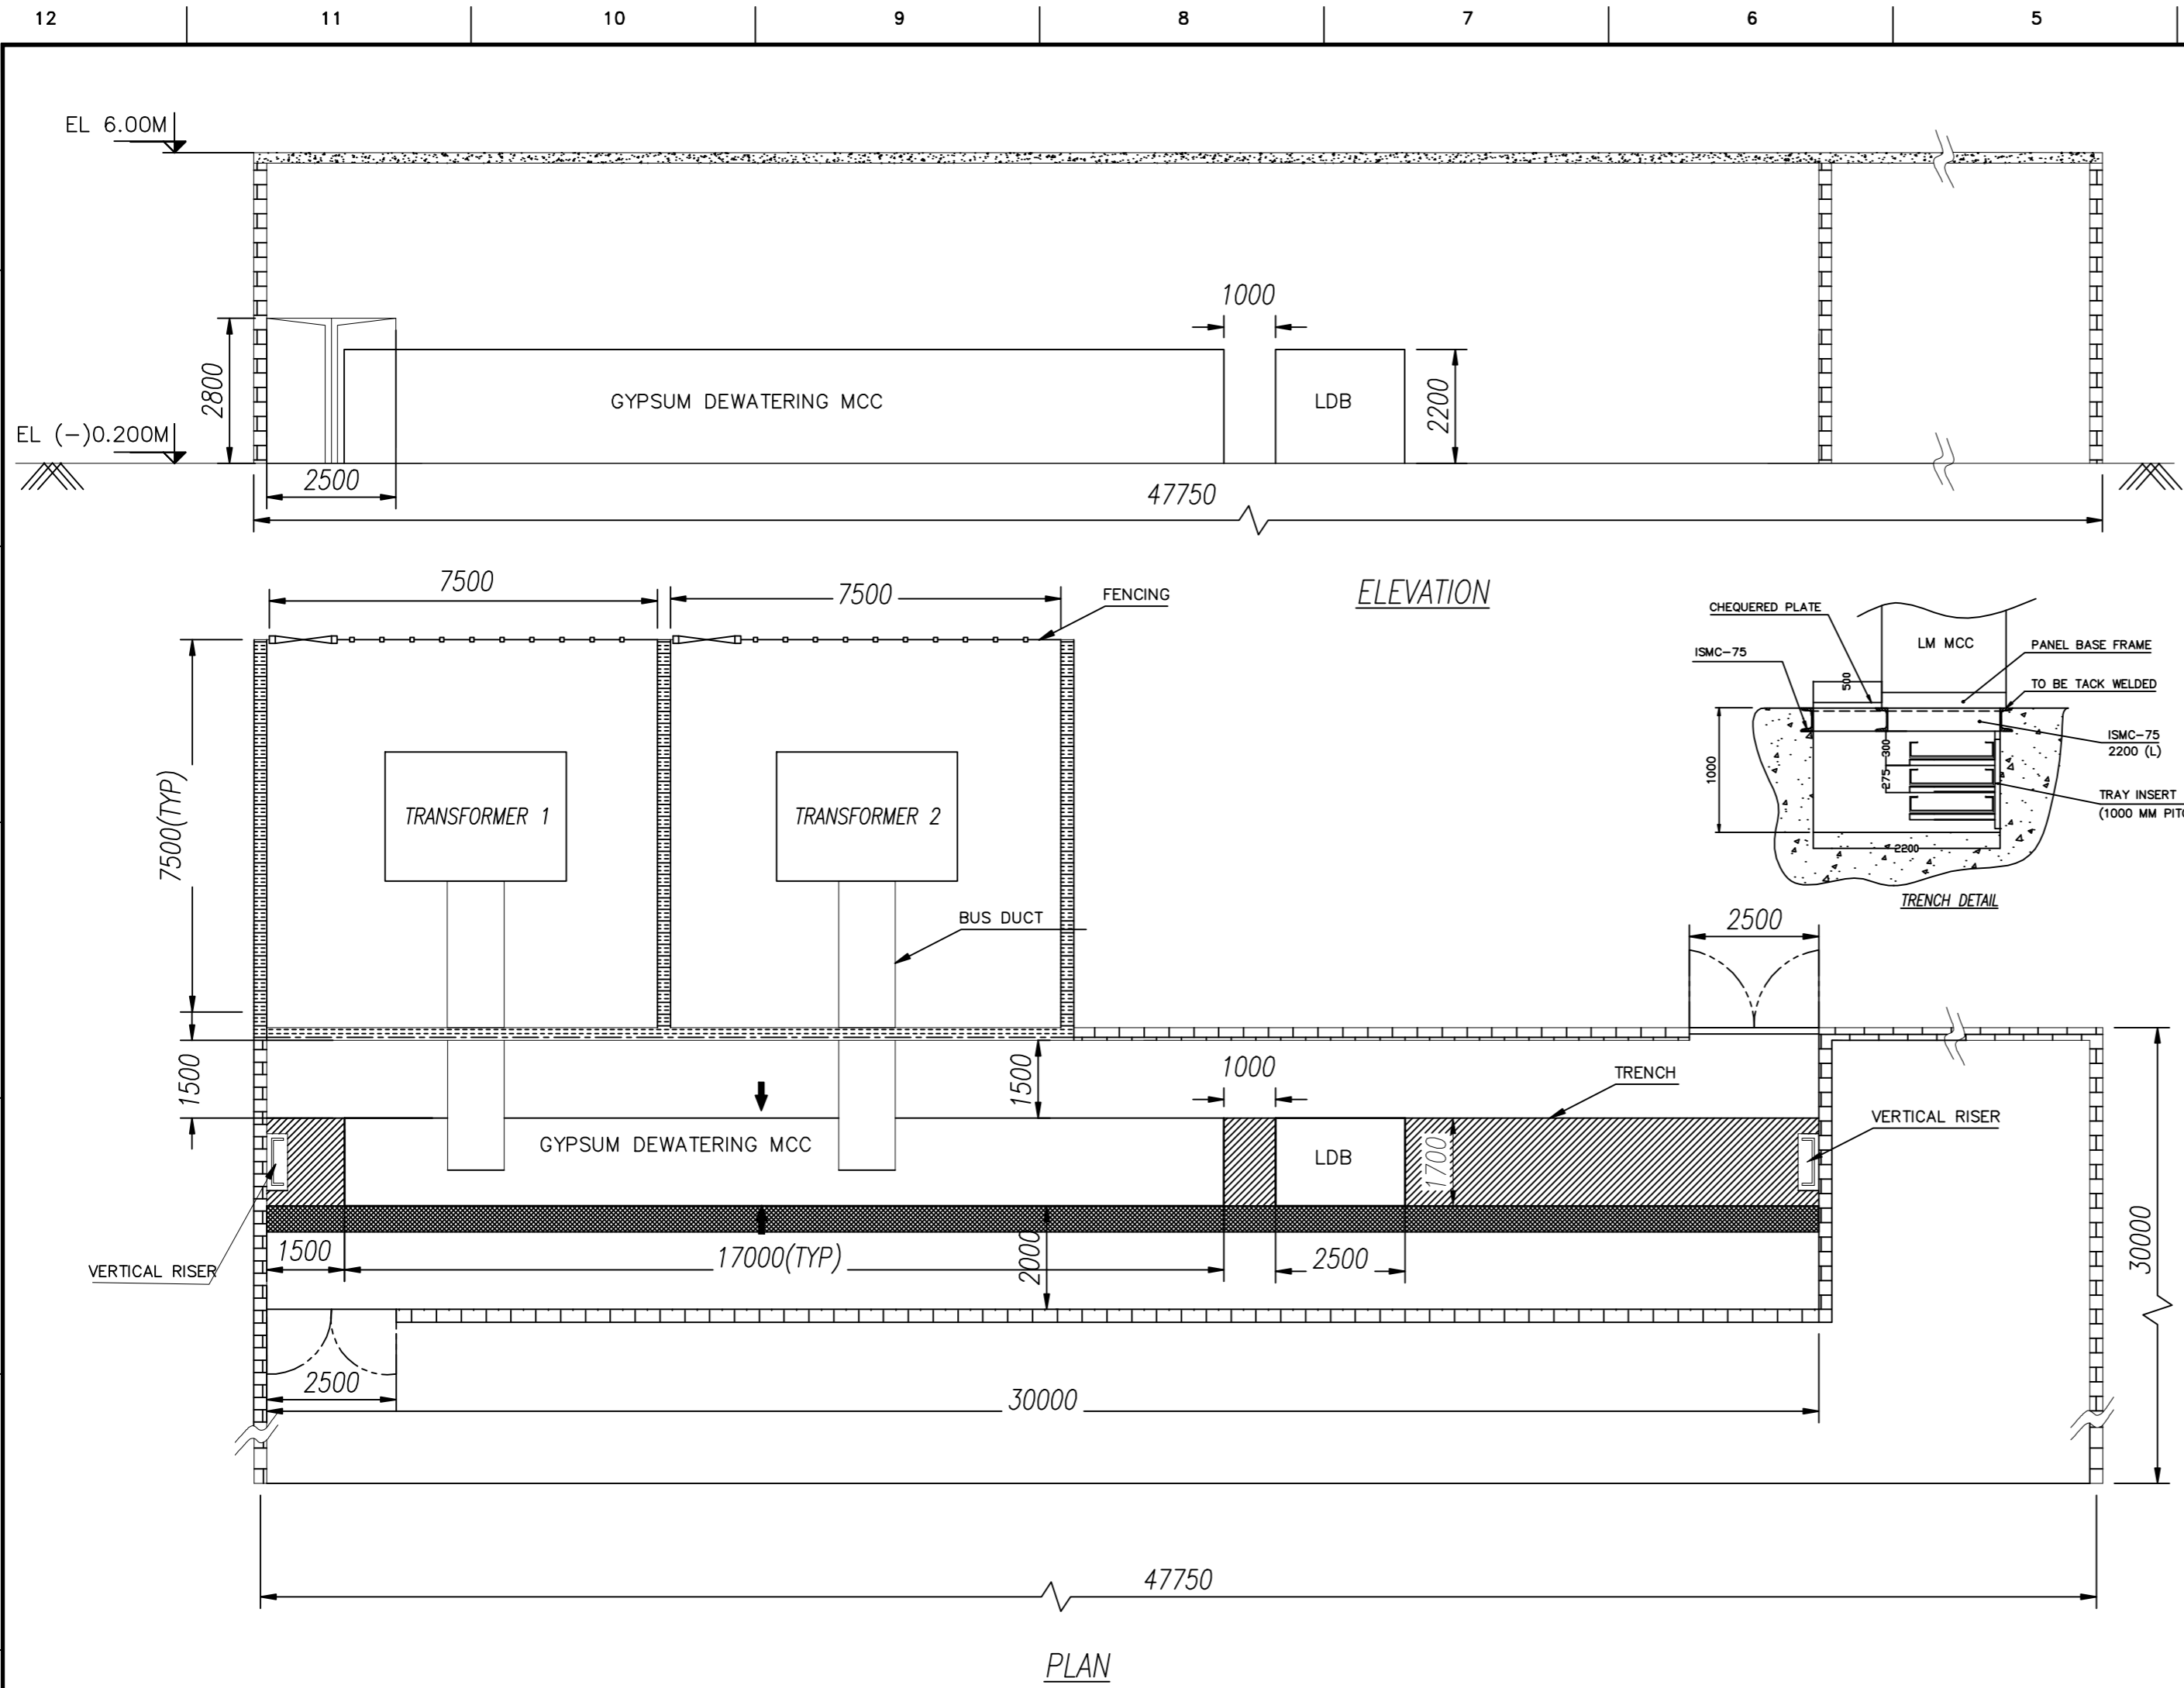 12 11 10 9 8 7 6 5
EL 6.00M
1000
2800
GYPSUM DEWATERING MCC
LDB
2200
EL (-)0.200M
2500
47750
ELEVATION
7500
7500
FENCING
CHEQUERED PLATE
LM MCC
PANEL BASE FRAME
ISMC-75
500
TO BE TACK WELDED
ISMC-75
2200 (L)
300
275
1000
TRAY INSERT
(1000 MM PIT
2200
TRENCH DETAIL
7500(TYP)
TRANSFORMER 1
TRANSFORMER 2
BUS DUCT
2500
1500
1500
1000
TRENCH
VERTICAL RISER
GYPSUM DEWATERING MCC
LDB
1700
VERTICAL RISER
1500
17000(TYP)
2000
2500
30000
2500
30000
47750
PLAN